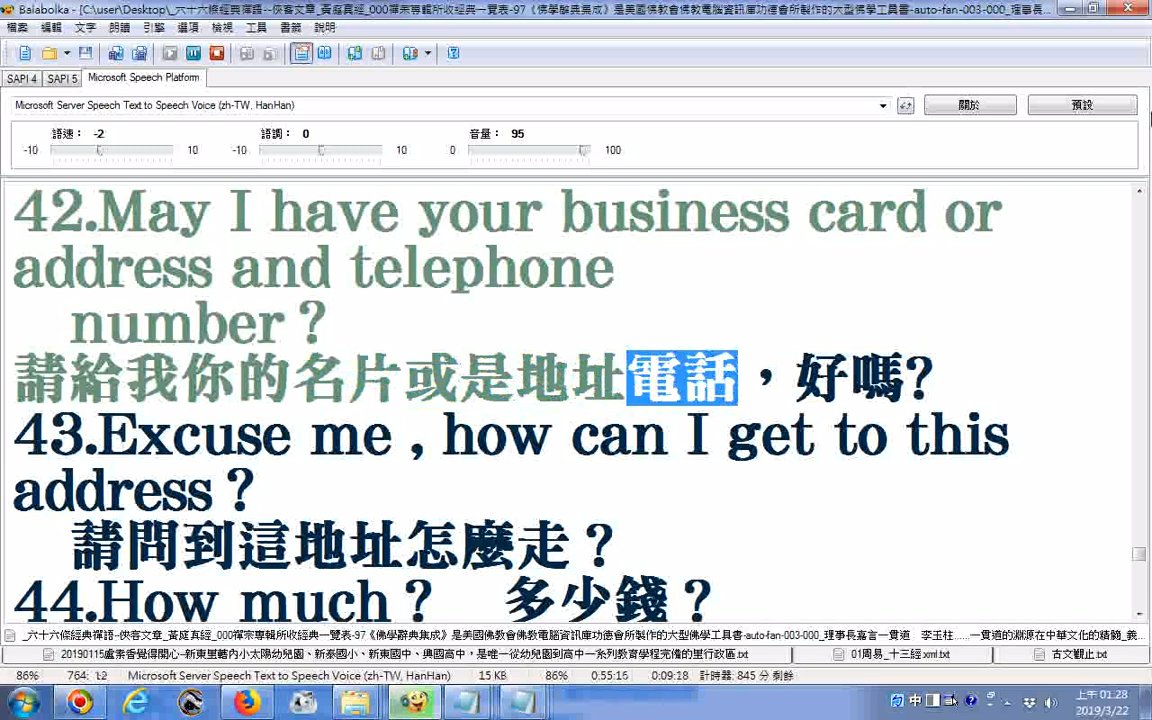 Balabolka - [C:\user\Desktop\_六十六條經典禪語--俠客文章_黃庭真經_000禪宗專輯所收經典一覽表-97《佛學辭典集成》是美國佛教會佛教電腦資訊庫功德會所製作的大型佛學工具書-auto-fan-003-000_理事長...
檔案 編輯 文字 朗讀 引擎 選項 檢視 工具 書籤 說明
SAPI 4 SAPI 5 Microsoft Speech Platform
Microsoft Server Speech Text to Speech Voice (zh-TW, HanHan) 關於 預設
語速： -2 語調： 0 音量： 95
-10 10 -10 10 0 100
42.May I have your business card or
address and telephone
number？
請給我你的名片或是地址電話，好嗎?
43.Excuse me , how can I get to this
address？
請問到這地址怎麼走？
44.How much？ 多少錢？
_六十六條經典禪語--俠客文章_黃庭真經_000禪宗專輯所收經典一覽表-97《佛學辭典集成》是美國佛教會佛教電腦資訊庫功德會所製作的大型佛學工具書-auto-fan-003-000_理事長嘉言一貫道 李玉柱......一貫道的淵源在中華文化的精髓_義...
20190115盧素香覺得開心--新東里轄內小太陽幼兒園、新泰國小、新東國中、興國高中，是唯一從幼兒園到高中一系列教育學程完備的里行政區.txt 01周易_十三經.xml.txt 古文觀止.txt
86% 764: 12 Microsoft Server Speech Text to Speech Voice (zh-TW, HanHan) 15 KB 86% 0:55:16 0:09:18 計時器: 845 分 剩餘
中 上午 01:28
2019/3/22